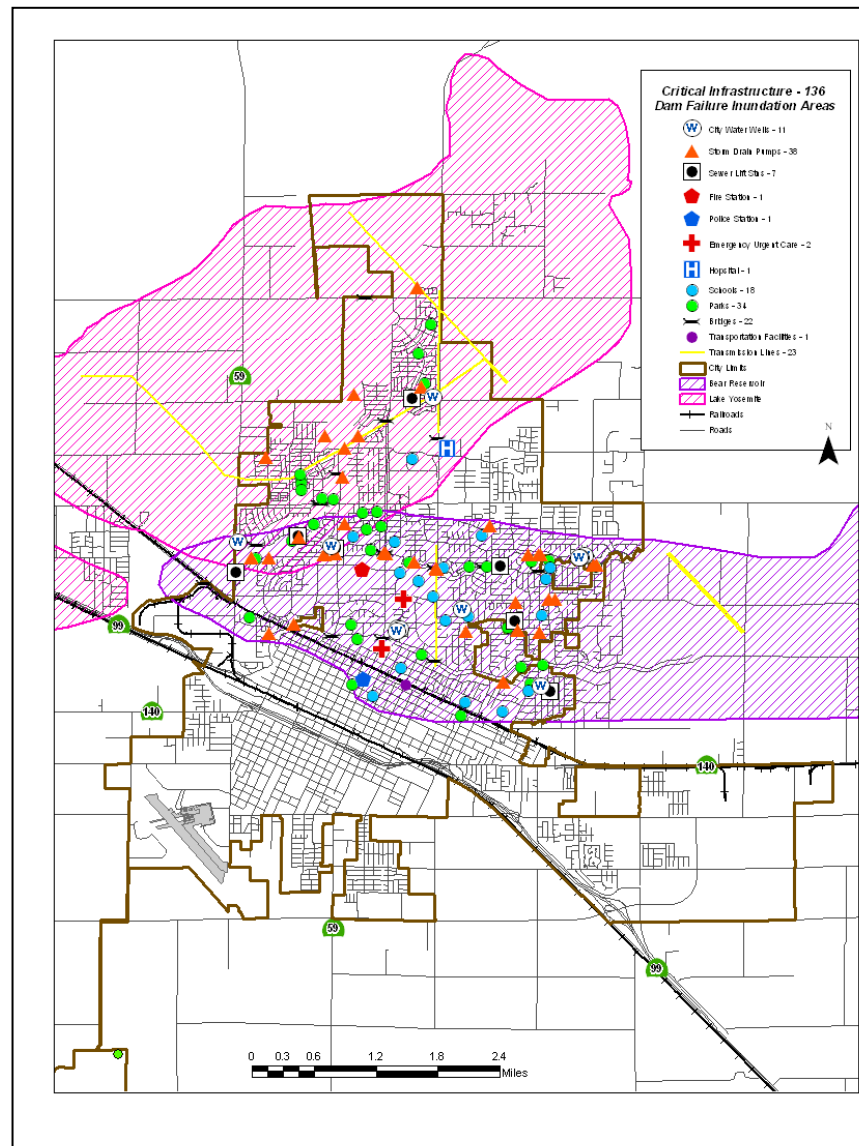 Critical Infrastructure - 136
Dam Failure Inundation Areas
W City Water Wells - 11
Storm Drain Pumps - 38
Sewer Lift Stns - 7
Fire Station - 1
Police Station - 1
Emergency Urgent Care - 2
H Hopsital - 1
Schools - 18
Parks - 34
Bridges - 22
Transportation Facilities - 1
Transmission Lines - 23
City Limits
Bear Reservoir
Lake Yosemite
Railroads
Roads
N
59
W
H
W
W
W
W
W
99
W
140
140
59
99
0 0.3 0.6 1.2 1.8 2.4
Miles